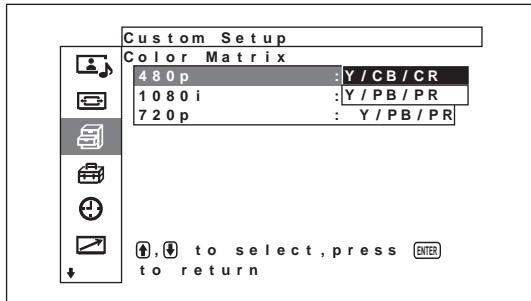 Custom Setup
Color Matrix
480p : Y/CB/CR
1080i : Y/PB/PR
720p : Y/PB/PR
, to select, press ENTER
to return